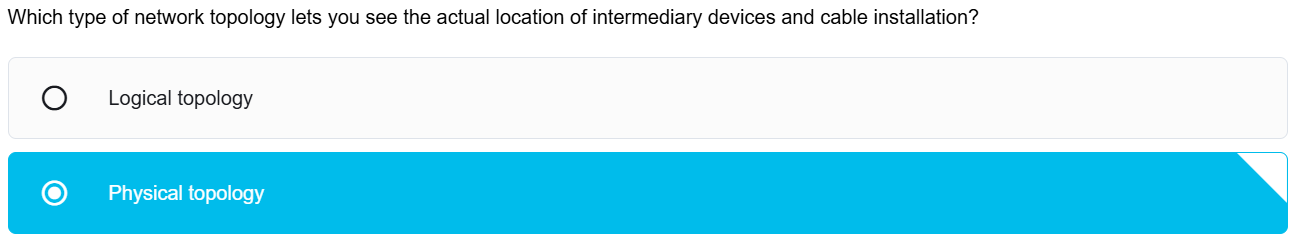 Which type of network topology lets you see the actual location of intermediary devices and cable installation?
Logical topology
Physical topology